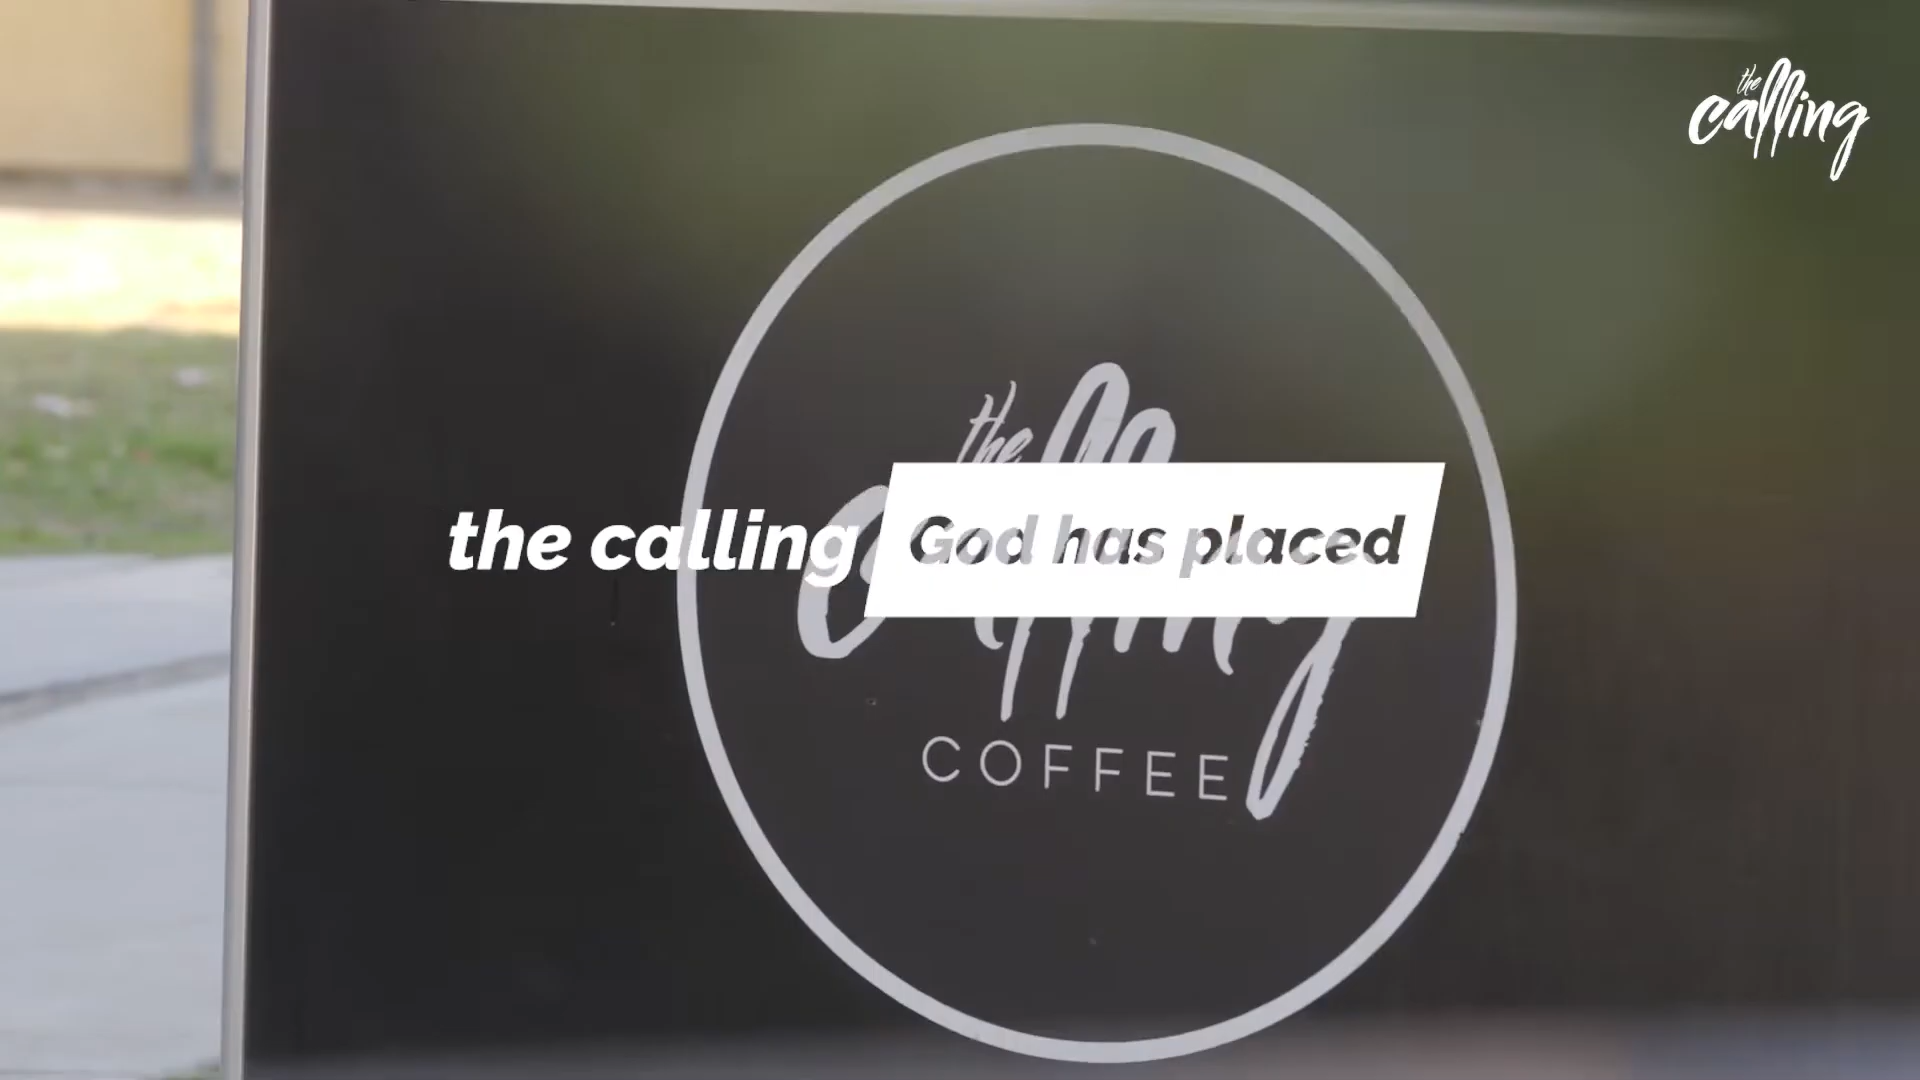 the calling
the
calling
COFFEE
the calling God has placed